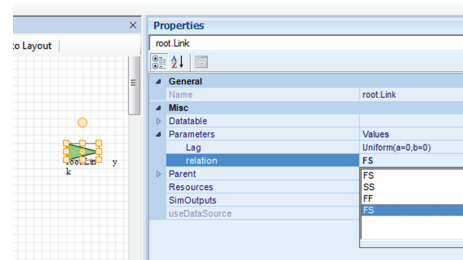 × Properties
to Layout
root.Link
General
Name root.Link
Misc
Datatable
Parameters Values
Lag Uniform(a=0,b=0)
relation FS
Parent FS
Resources SS
SimOutputs FF
useDataSource FS
y
k